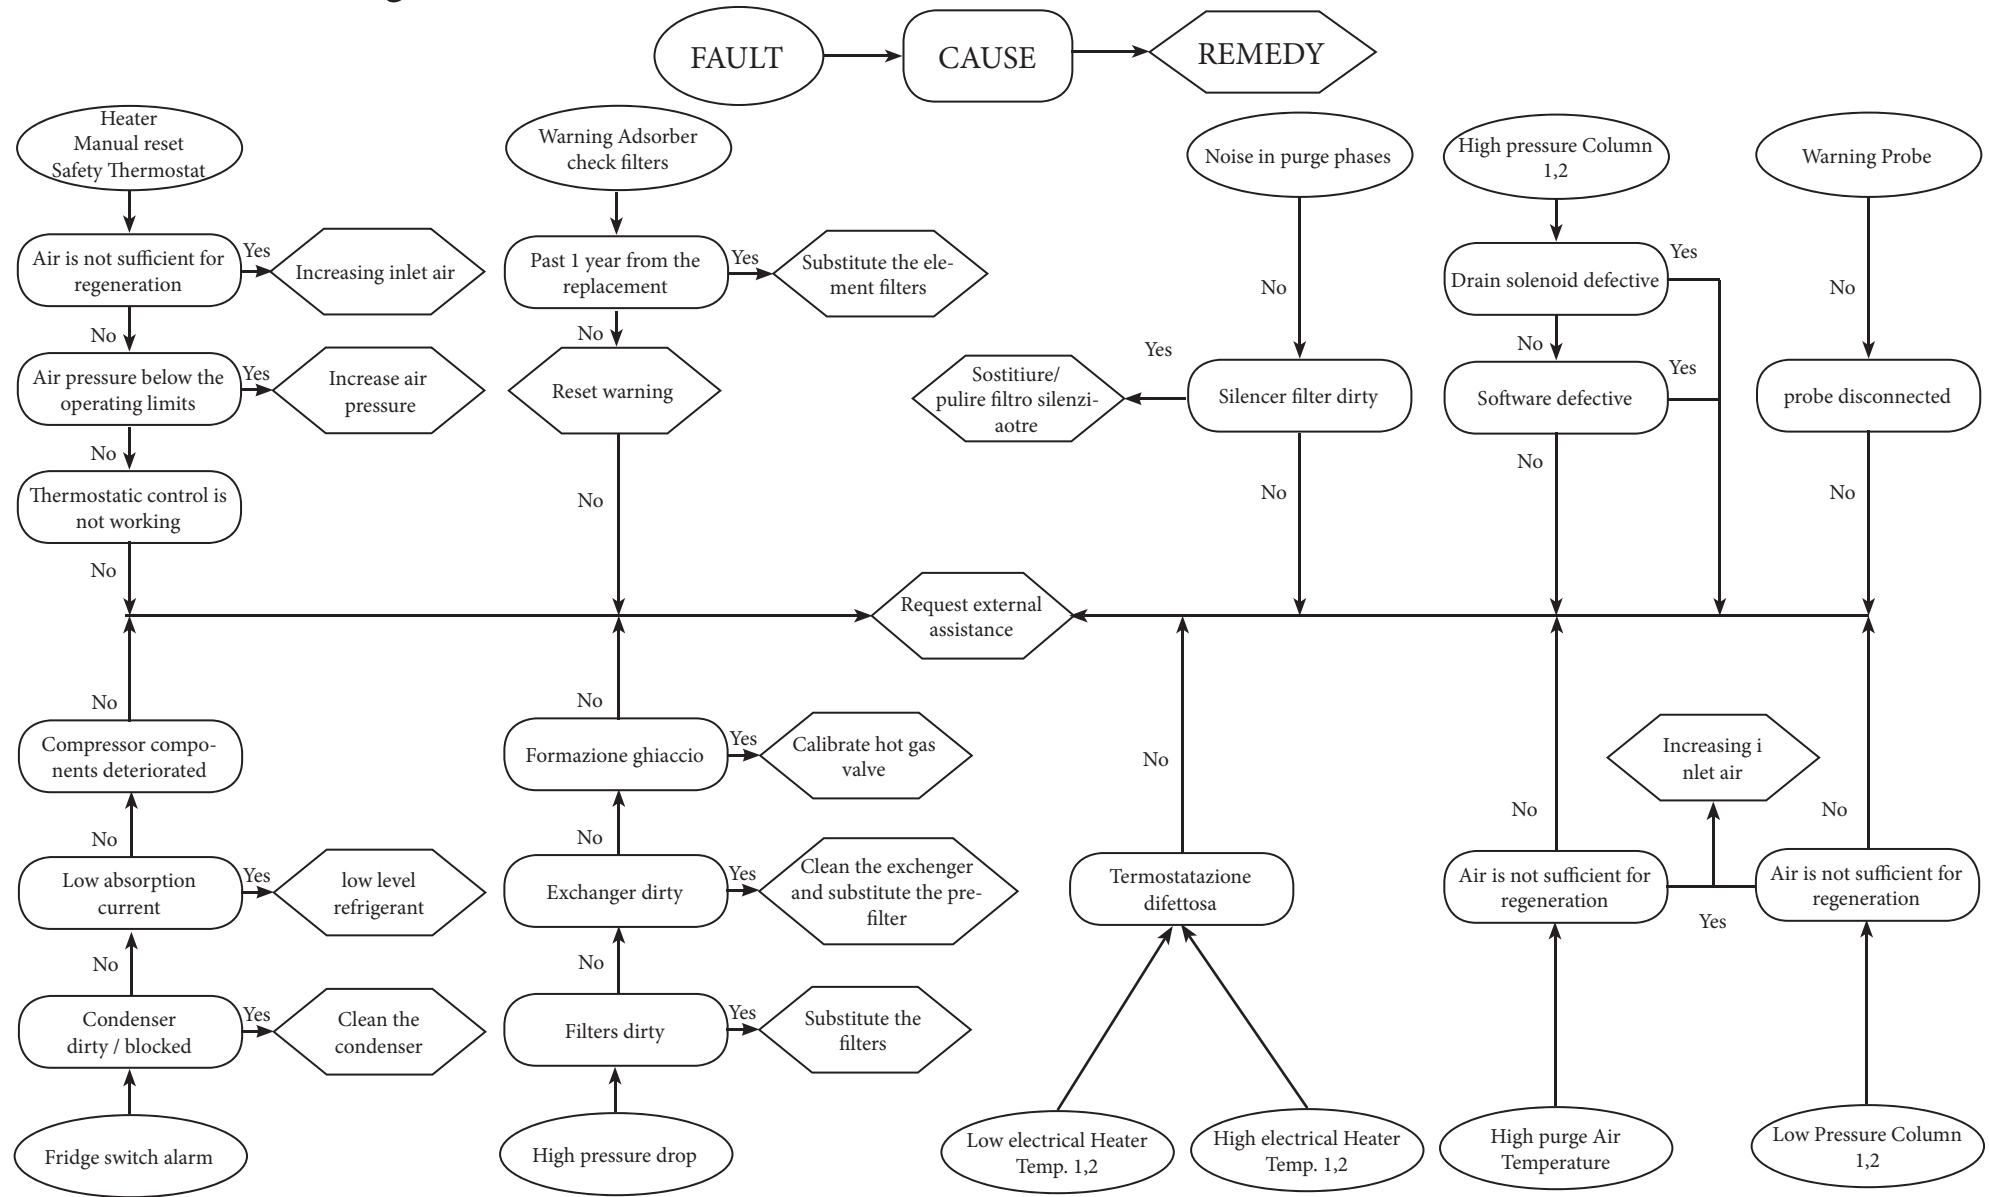 FAULT
CAUSE
REMEDY
Heater
Manual reset
Safety Thermostat
Warning Adsorber
check filters
Noise in purge phases
High pressure Column
1,2
Warning Probe
Air is not sufficient for
regeneration
Yes
Increasing inlet air
Past 1 year from the
replacement
Yes
Substitute the ele-
ment filters
No
Drain solenoid defective
Yes
No
No
No
No
Air pressure below the
operating limits
Yes
Increase air
pressure
Reset warning
Yes
Sostitiure/
pulire filtro silenzi-
aotre
Silencer filter dirty
Software defective
Yes
probe disconnected
No
No
No
No
No
Thermostatic control is
not working
No
Request external
assistance
No
Compressor compo-
nents deteriorated
No
Formazione ghiaccio
Yes
Calibrate hot gas
valve
No
Increasing i
nlet air
No
No
No
No
Low absorption
current
Yes
low level
refrigerant
Exchanger dirty
Yes
Clean the exchenger
and substitute the pre-
filter
Termostatazione
difettosa
Air is not sufficient for
regeneration
Yes
Air is not sufficient for
regeneration
No
No
Condenser
dirty / blocked
Yes
Clean the
condenser
Filters dirty
Yes
Substitute the
filters
Fridge switch alarm
High pressure drop
Low electrical Heater
Temp. 1,2
High electrical Heater
Temp. 1,2
High purge Air
Temperature
Low Pressure Column
1,2